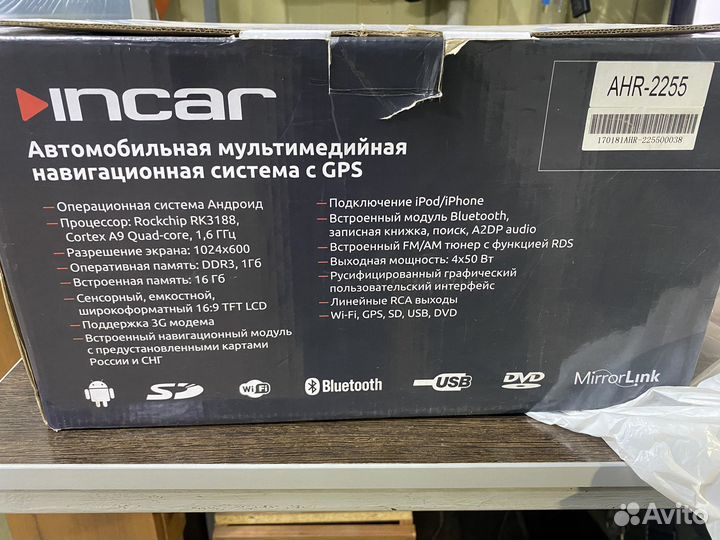 incar
AHR-2255
170181AHR-225500038
Автомобильная мультимедийная
навигационная система с GPS
— Операционная система Андроид
— Процессор: Rockchip RK3188,
Cortex A9 Quad-core, 1,6 ГГц
— Разрешение экрана: 1024x600
— Оперативная память: DDR3, 1Гб
— Встроенная память: 16 Гб
— Сенсорный, емкостной,
широкоформатный 16:9 TFT LCD
— Поддержка 3G модема
— Встроенный навигационный модуль
с предустановленными картами
России и СНГ
— Подключение iPod/iPhone
— Встроенный модуль Bluetooth,
записная книжка, поиск, A2DP audio
— Встроенный FM/AM тюнер с функцией RDS
— Выходная мощность: 4x50 Вт
— Русифицированный графический
пользовательский интерфейс
— Линейные RCA выходы
— Wi-Fi, GPS, SD, USB, DVD
SD
WiFi
Bluetooth
USB
DVD
MirrorLink
Avito